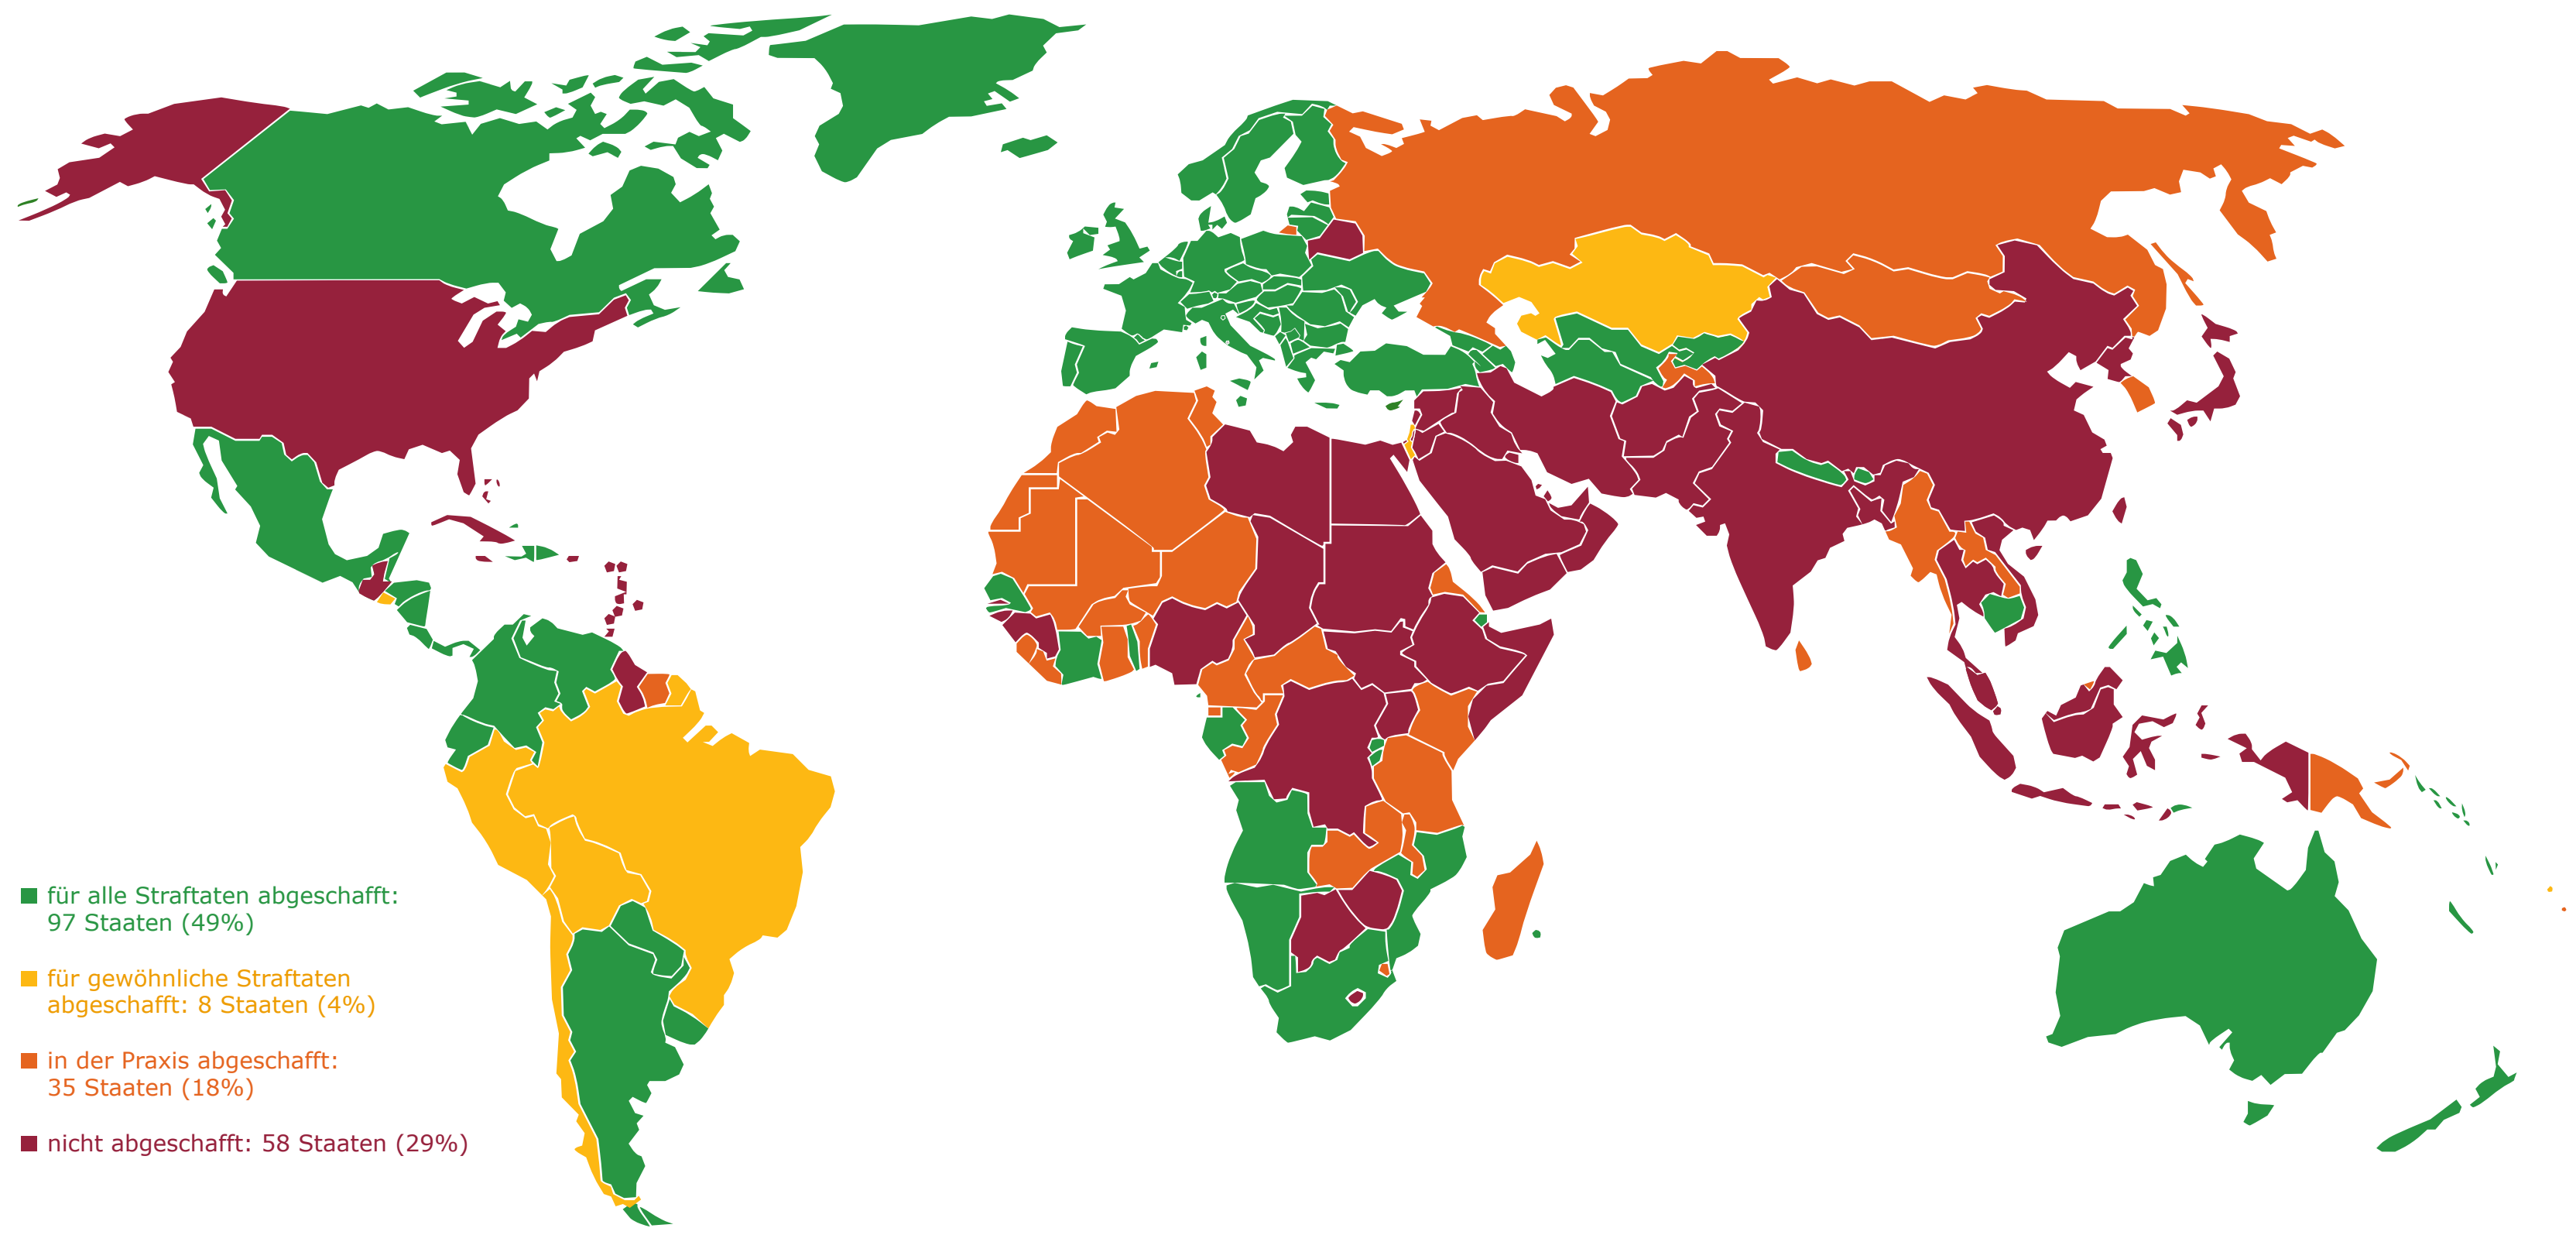 für alle Straftaten abgeschafft:
97 Staaten (49%)
für gewöhnliche Straftaten
abgeschafft: 8 Staaten (4%)
in der Praxis abgeschafft:
35 Staaten (18%)
nicht abgeschafft: 58 Staaten (29%)